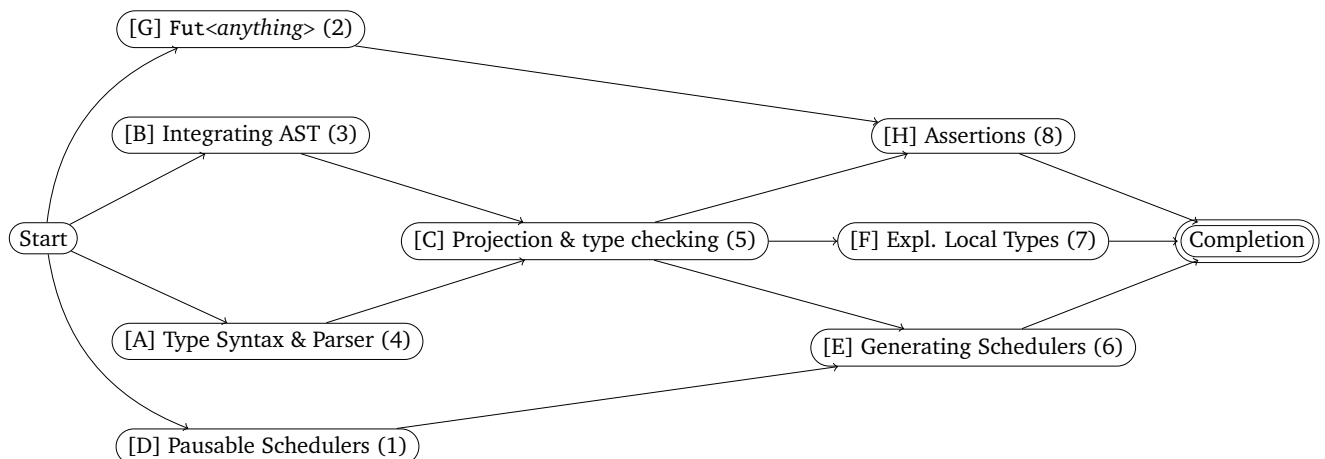 [G] Fut<anything> (2)
[B] Integrating AST (3)
[H] Assertions (8)
Start
[C] Projection & type checking (5)
[F] Expl. Local Types (7)
Completion
[A] Type Syntax & Parser (4)
[E] Generating Schedulers (6)
[D] Pausable Schedulers (1)